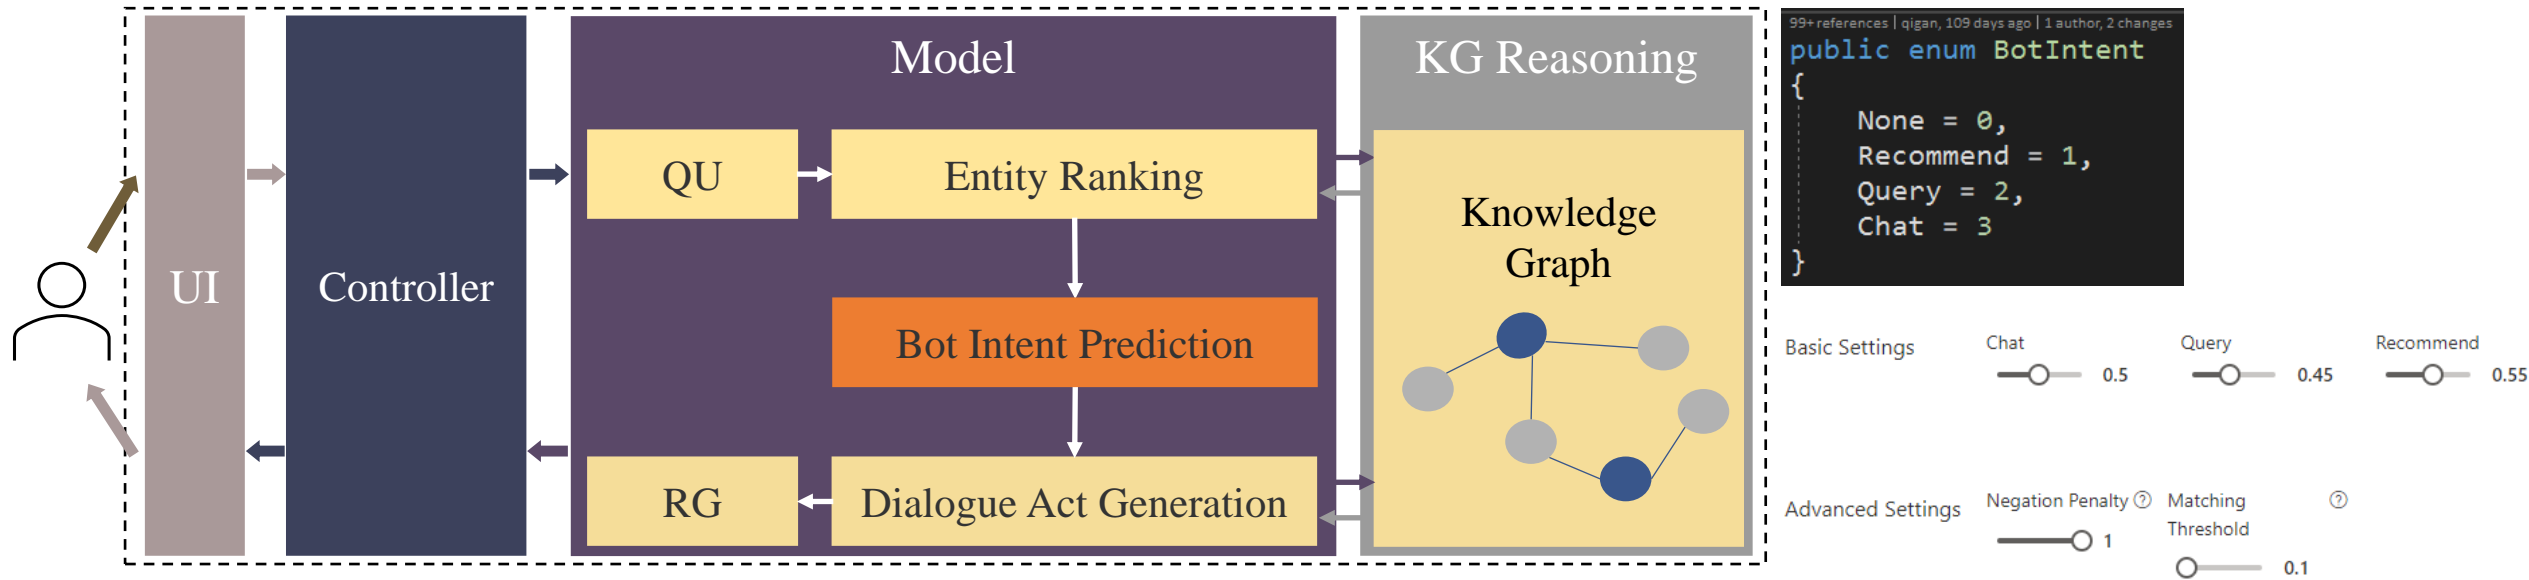 UI
Controller
Model
QU
Entity Ranking
Bot Intent Prediction
RG
Dialogue Act Generation
KG Reasoning
Knowledge
Graph
99+ references | qigan, 109 days ago | 1 author, 2 changes
public enum BotIntent
{
None = 0,
Recommend = 1,
Query = 2,
Chat = 3
}
Basic Settings
Chat
0.5
Query
0.45
Recommend
0.55
Advanced Settings
Negation Penalty ?
1
Matching ?
Threshold
0.1